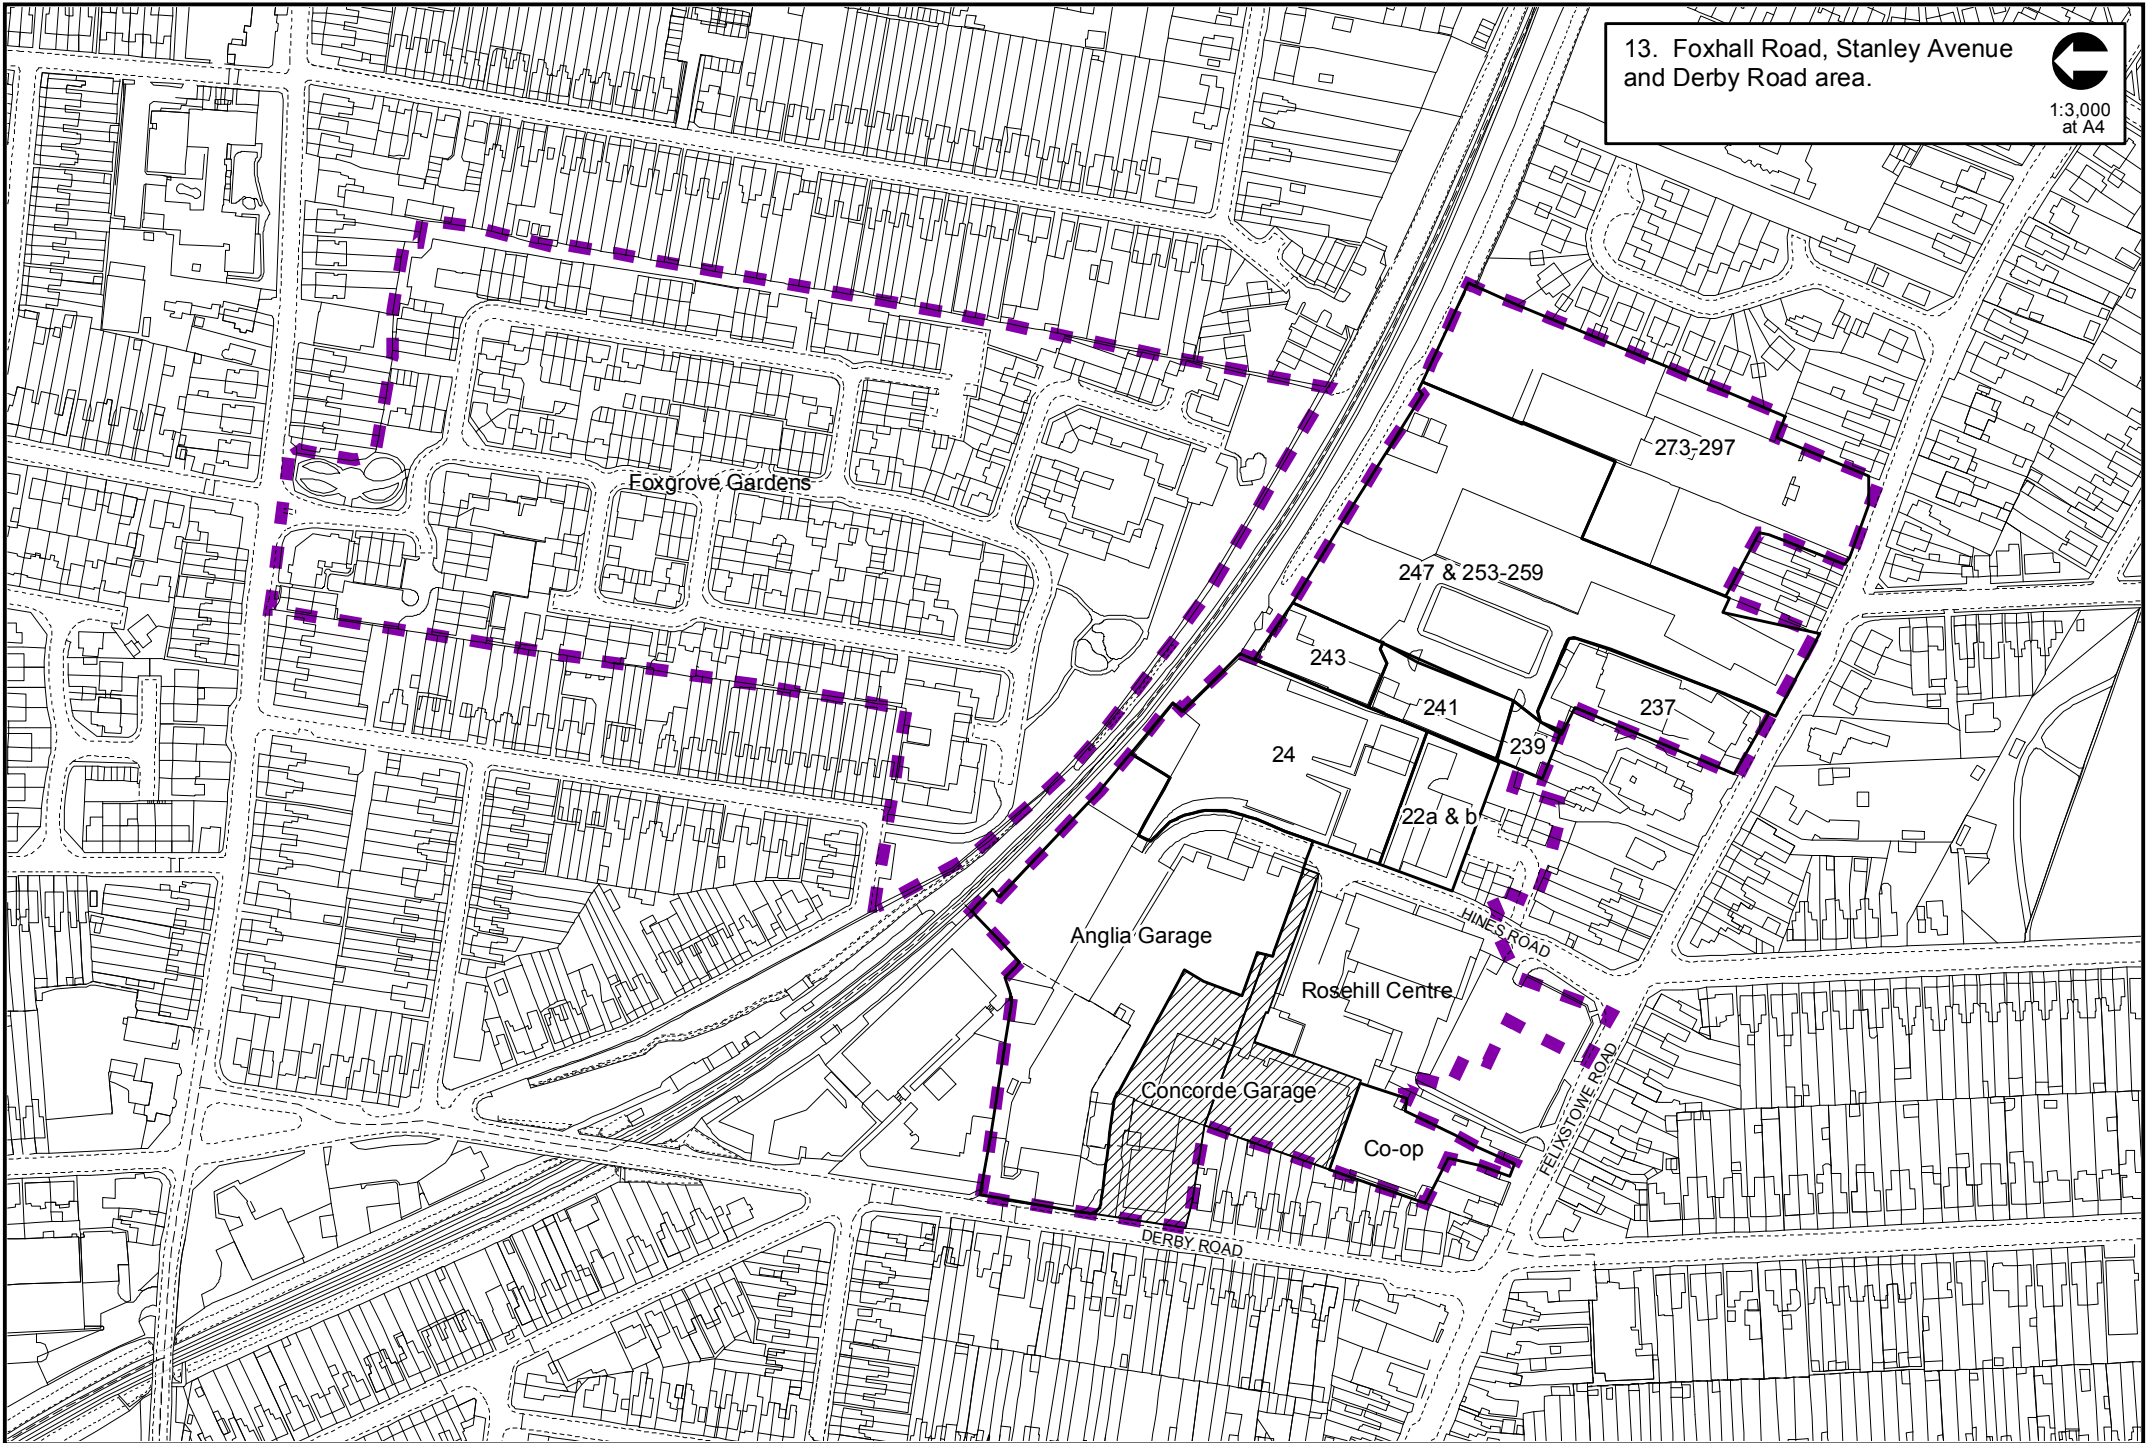 13. Foxhall Road, Stanley Avenue
and Derby Road area.
1:3,000
at A4
273-297
Foxgrove Gardens
247 & 253-259
243
241
237
239
24
22a & b
HINES ROAD
Anglia Garage
Rosehill Centre
Concorde Garage
Co-op
FELIXSTOWE ROAD
DERBY ROAD